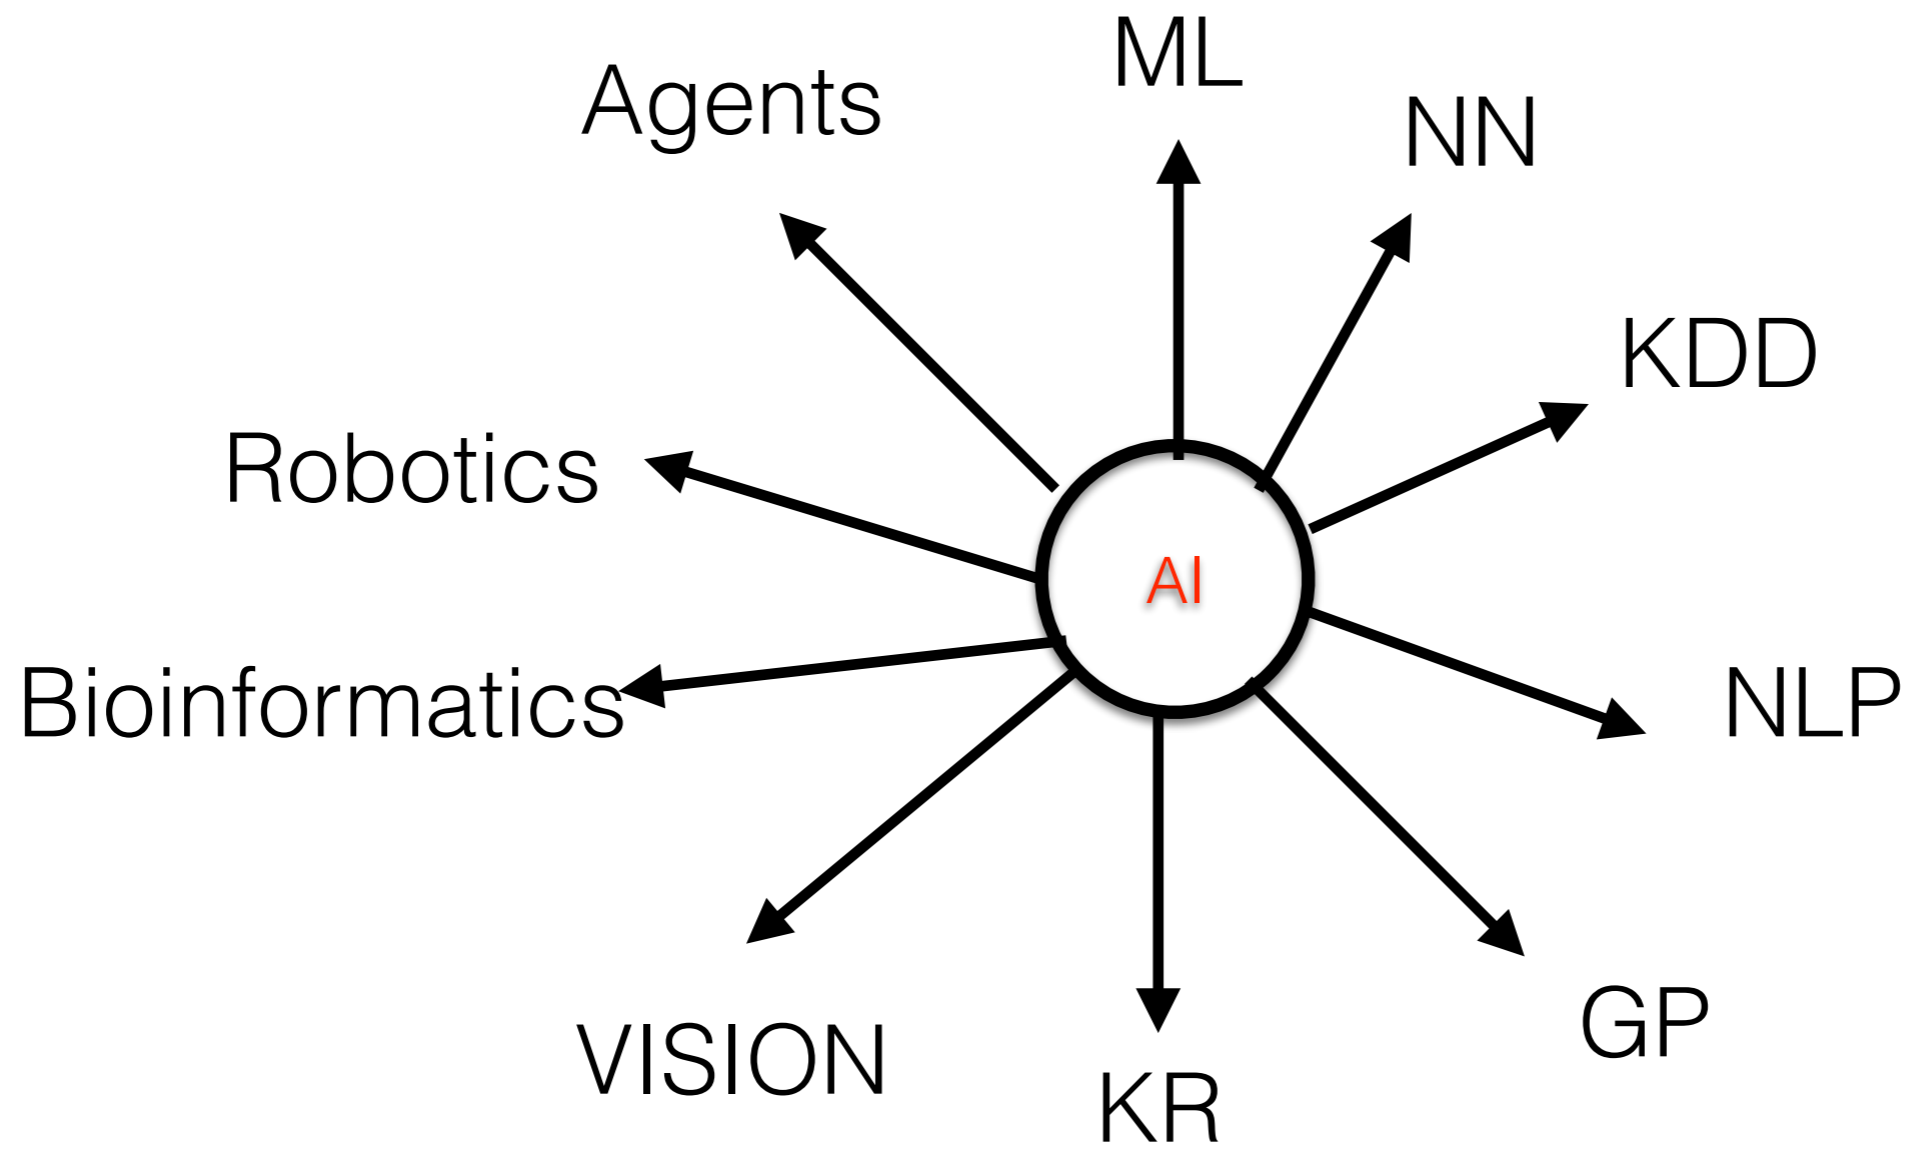 ML
Agents
NN
KDD
Robotics
AI
Bioinformatics
NLP
GP
VISION
KR